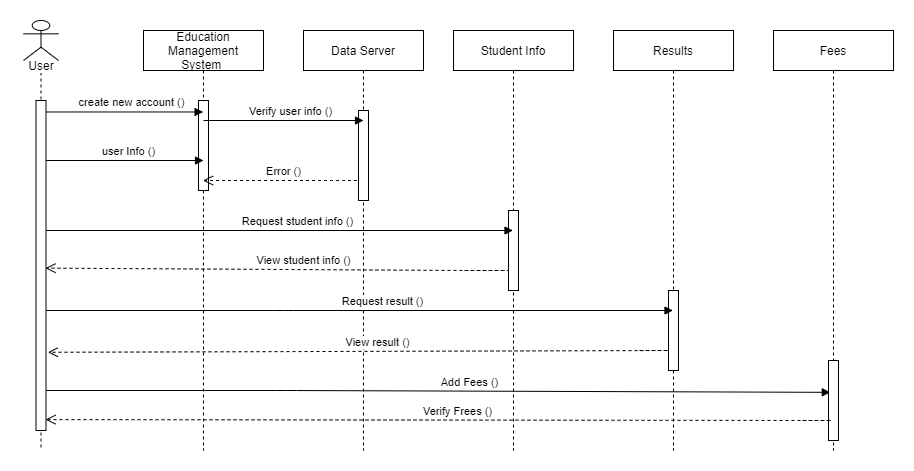 User
Education
Management
System
Data Server
Student Info
Results
Fees
create new account ()
Verify user info ()
user Info ()
Error ()
Request student info ()
View student info ()
Request result ()
View result ()
Add Fees ()
Verify Frees ()